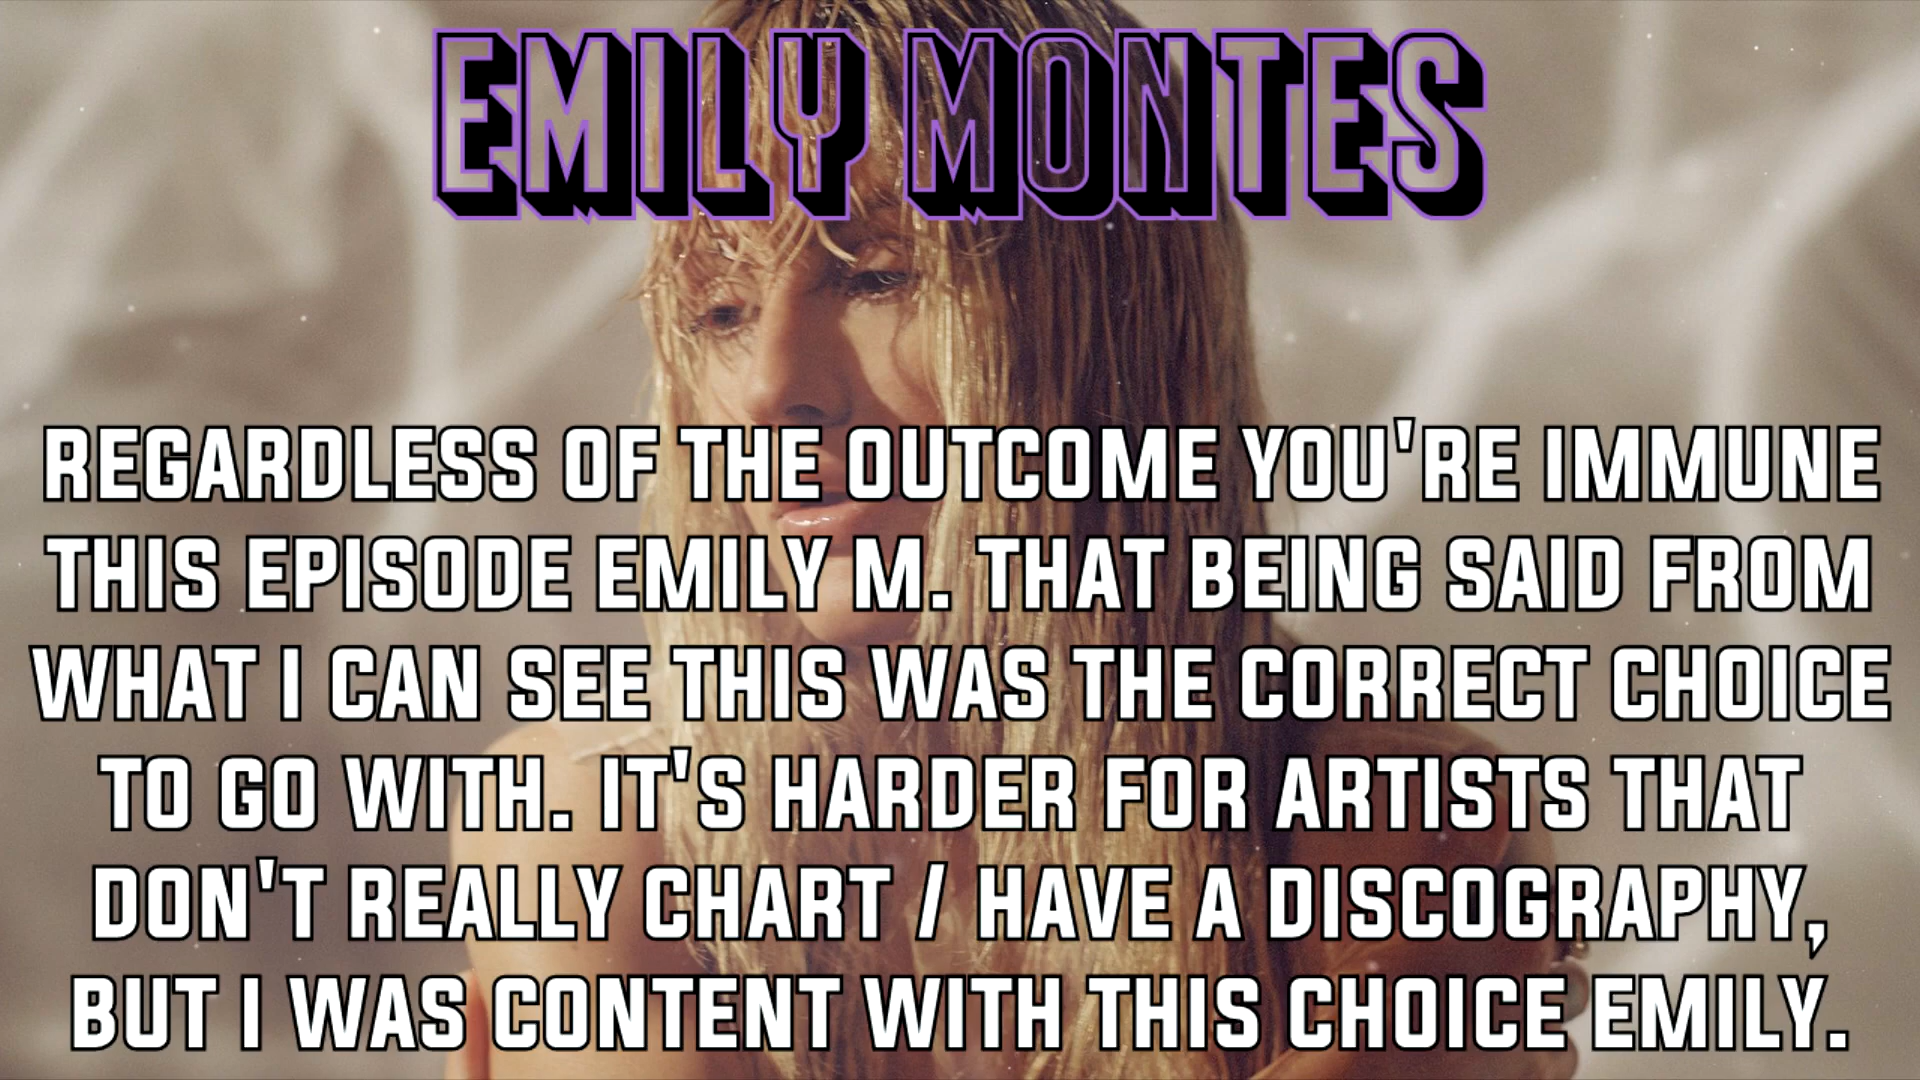 EMILY MONTES
REGARDLESS OF THE OUTCOME YOU'RE IMMUNE
THIS EPISODE EMILY M. THAT BEING SAID FROM
WHAT I CAN SEE THIS WAS THE CORRECT CHOICE
TO GO WITH. IT'S HARDER FOR ARTISTS THAT
DON'T REALLY CHART / HAVE A DISCOGRAPHY,
BUT I WAS CONTENT WITH THIS CHOICE EMILY.